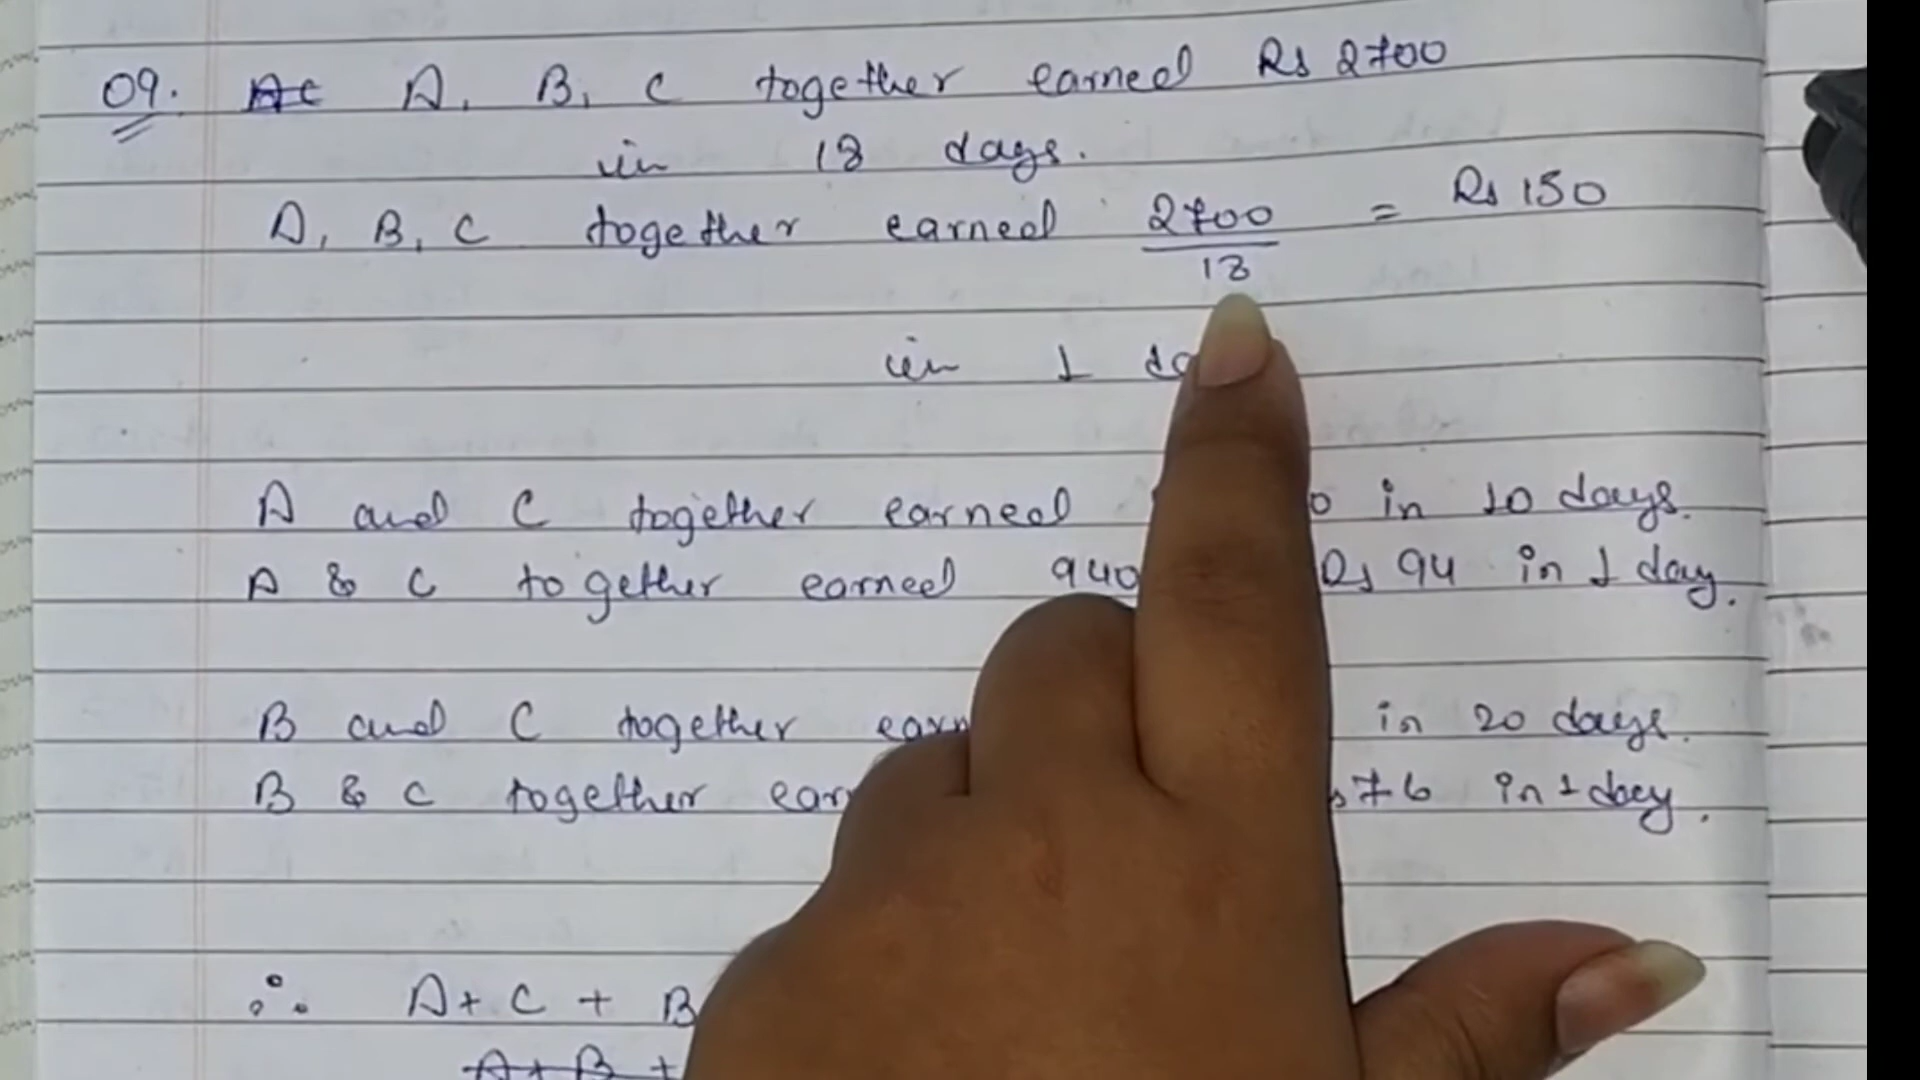 09. A, B, C together earned Rs 2700
in 18 days.
A, B, C together earned 2700/18 = Rs 150
in 1
A and C together earned in 10 days.
A & C together earned 940 Rs 94 in 1 day.
B and C together in 20 days.
B & C together 76 in 1 day.
∴ A + C + B
A + B +